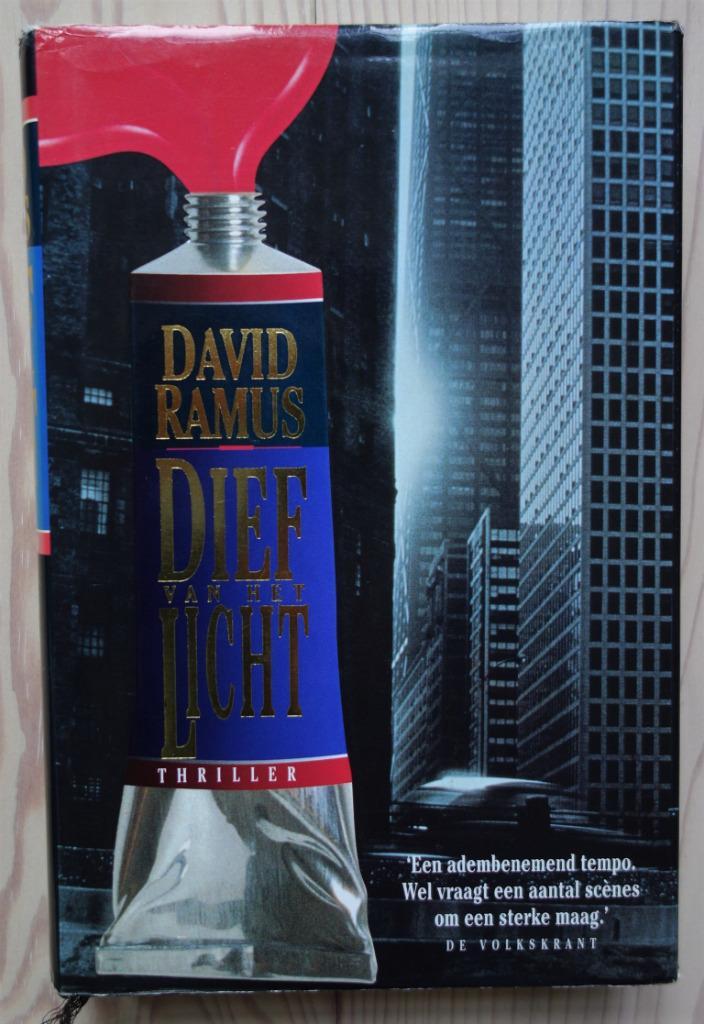 DAVID
RAMUS
DIEF
VAN HET
LICHT
THRILLER
'Een adembenemend tempo.
Wel vraagt een aantal scènes
om een sterke maag.'
DE VOLKSKRANT